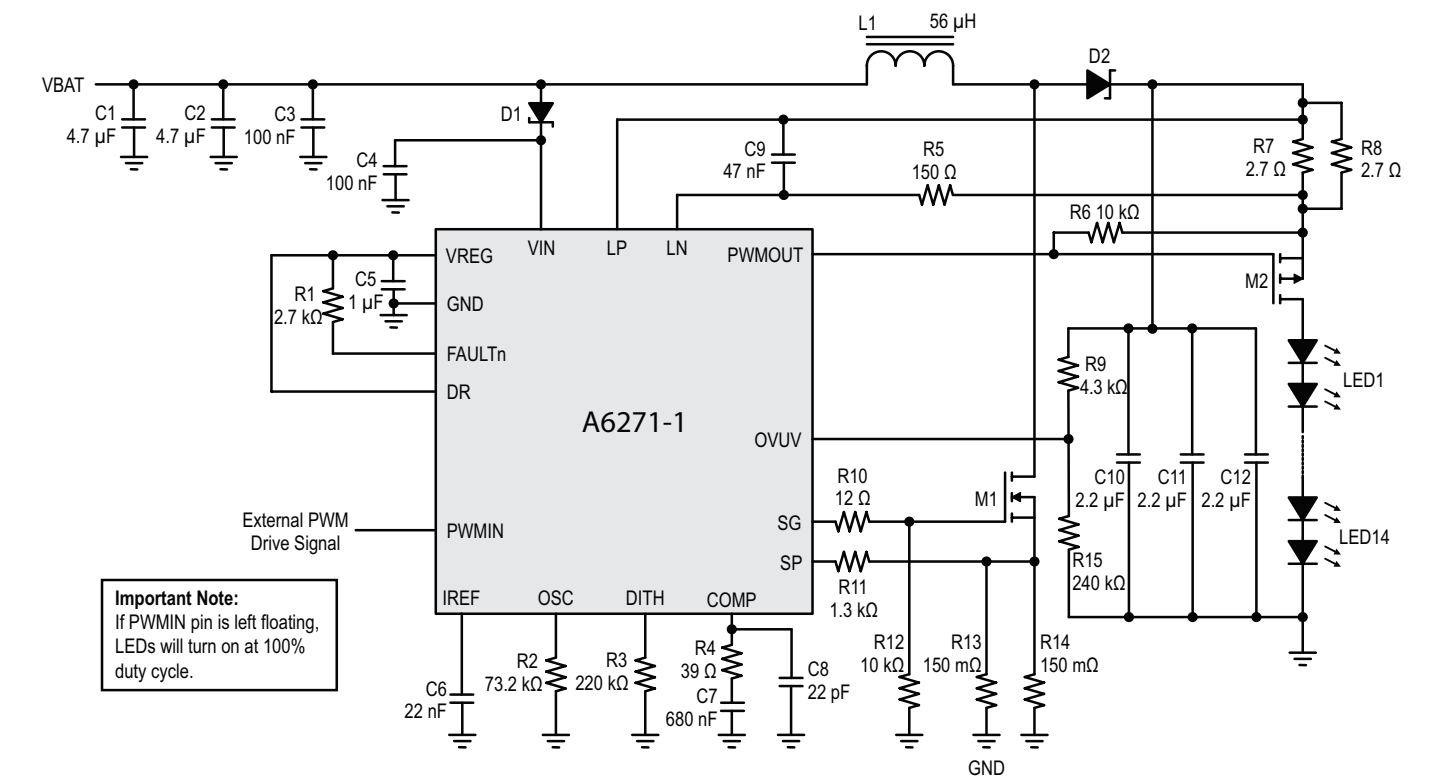 L1
56 µH
VBAT
D2
C1
4.7 µF
C2
4.7 µF
C3
100 nF
D1
C4
100 nF
C9
47 nF
R5
150 Ω
R7
2.7 Ω
R8
2.7 Ω
R6 10 kΩ
VREG
VIN
LP
LN
PWMOUT
M2
C5
1 µF
R1
2.7 kΩ
GND
FAULTn
DR
A6271-1
R9
4.3 kΩ
LED1
OVUV
R10
12 Ω
M1
C10
2.2 µF
C11
2.2 µF
C12
2.2 µF
External PWM
Drive Signal
PWMIN
SG
SP
R11
1.3 kΩ
R15
240 kΩ
LED14
Important Note:
If PWMIN pin is left floating,
LEDs will turn on at 100%
duty cycle.
IREF
OSC
DITH
COMP
C6
22 nF
R2
73.2 kΩ
R3
220 kΩ
R4
39 Ω
C7
680 nF
C8
22 pF
R12
10 kΩ
R13
150 mΩ
R14
150 mΩ
GND